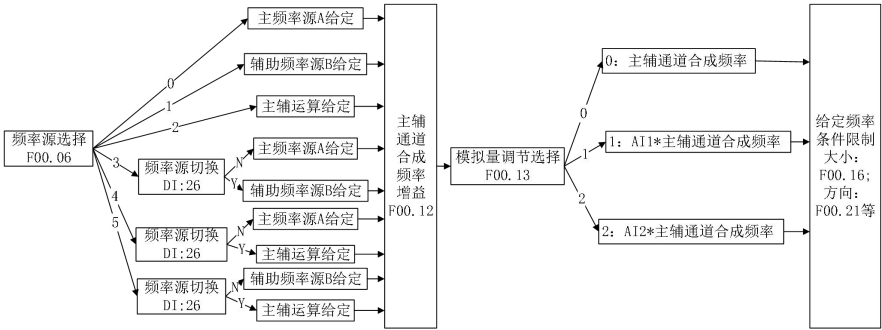 频率源选择
F00.06
0
1
2
3
4
5
主频率源A给定
辅助频率源B给定
主辅运算给定
频率源切换
DI:26
N
Y
主频率源A给定
辅助频率源B给定
频率源切换
DI:26
N
Y
主频率源A给定
主辅运算给定
频率源切换
DI:26
N
Y
辅助频率源B给定
主辅运算给定
主辅
通道
合成
频率
增益
F00.12
模拟量调节选择
F00.13
0
1
2
0: 主辅通道合成频率
1: AI1*主辅通道合成频率
2: AI2*主辅通道合成频率
给定频率
条件限制
大小:
F00.16;
方向:
F00.21等